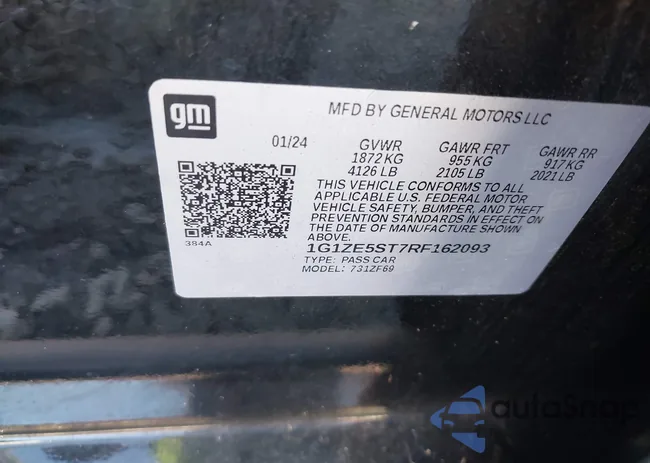 gm
MFD BY GENERAL MOTORS LLC
01/24 GVWR GAWR FRT GAWR RR
1872 KG 955 KG 917 KG
4126 LB 2105 LB 2021 LB
THIS VEHICLE CONFORMS TO ALL
APPLICABLE U.S. FEDERAL MOTOR
VEHICLE SAFETY, BUMPER, AND THEFT
PREVENTION STANDARDS IN EFFECT ON
THE DATE OF MANUFACTURE SHOWN
ABOVE.
384A
1G1ZE5ST7RF162093
TYPE: PASS CAR
MODEL: 731ZF69
autoSnap